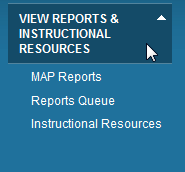 VIEW REPORTS &
INSTRUCTIONAL
RESOURCES
MAP Reports
Reports Queue
Instructional Resources